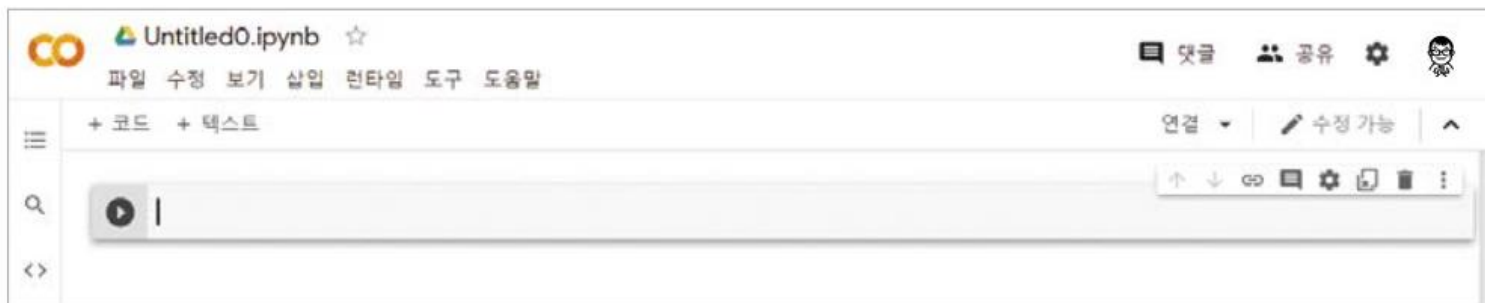 CO Untitled0.ipynb
댓글 공유
파일 수정 보기 삽입 런타임 도구 도움말
+ 코드 + 텍스트 연결 수정 가능